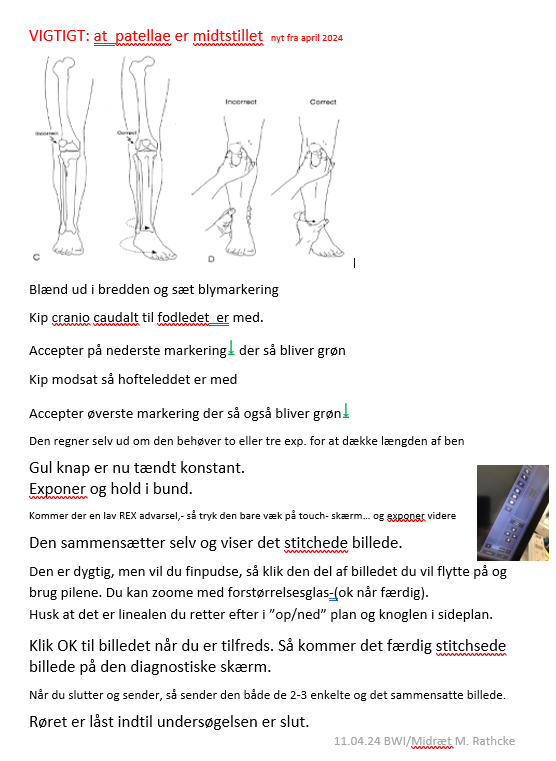 VIGTIGT: at patellae er midtstillet nyt fra april 2024
Incorrect
Correct
Incorrect
Correct
C
D
Blænd ud i bredden og sæt blymarkering
Kip cranio caudalt til fodledet er med.
Accepter på nederste markering der så bliver grøn
Kip modsat så hofteleddet er med
Accepter øverste markering der så også bliver grøn
Den regner selv ud om den behøver to eller tre exp. for at dække længden af ben
Gul knap er nu tændt konstant.
Exponer og hold i bund.
Kommer der en lav REX advarsel,- så tryk den bare væk på touch- skærm... og exponer videre
Den sammensætter selv og viser det stitchede billede.
Den er dygtig, men vil du finpudse, så klik den del af billedet du vil flytte på og
brug pilene. Du kan zoome med forstørrelsesglas-(ok når færdig).
Husk at det er linealen du retter efter i ”op/ned” plan og knoglen i sideplan.
Klik OK til billedet når du er tilfreds. Så kommer det færdig stitchsede
billede på den diagnostiske skærm.
Når du slutter og sender, så sender den både de 2-3 enkelte og det sammensatte billede.
Røret er låst indtil undersøgelsen er slut.
11.04.24 BWI/Midræt M. Rathcke